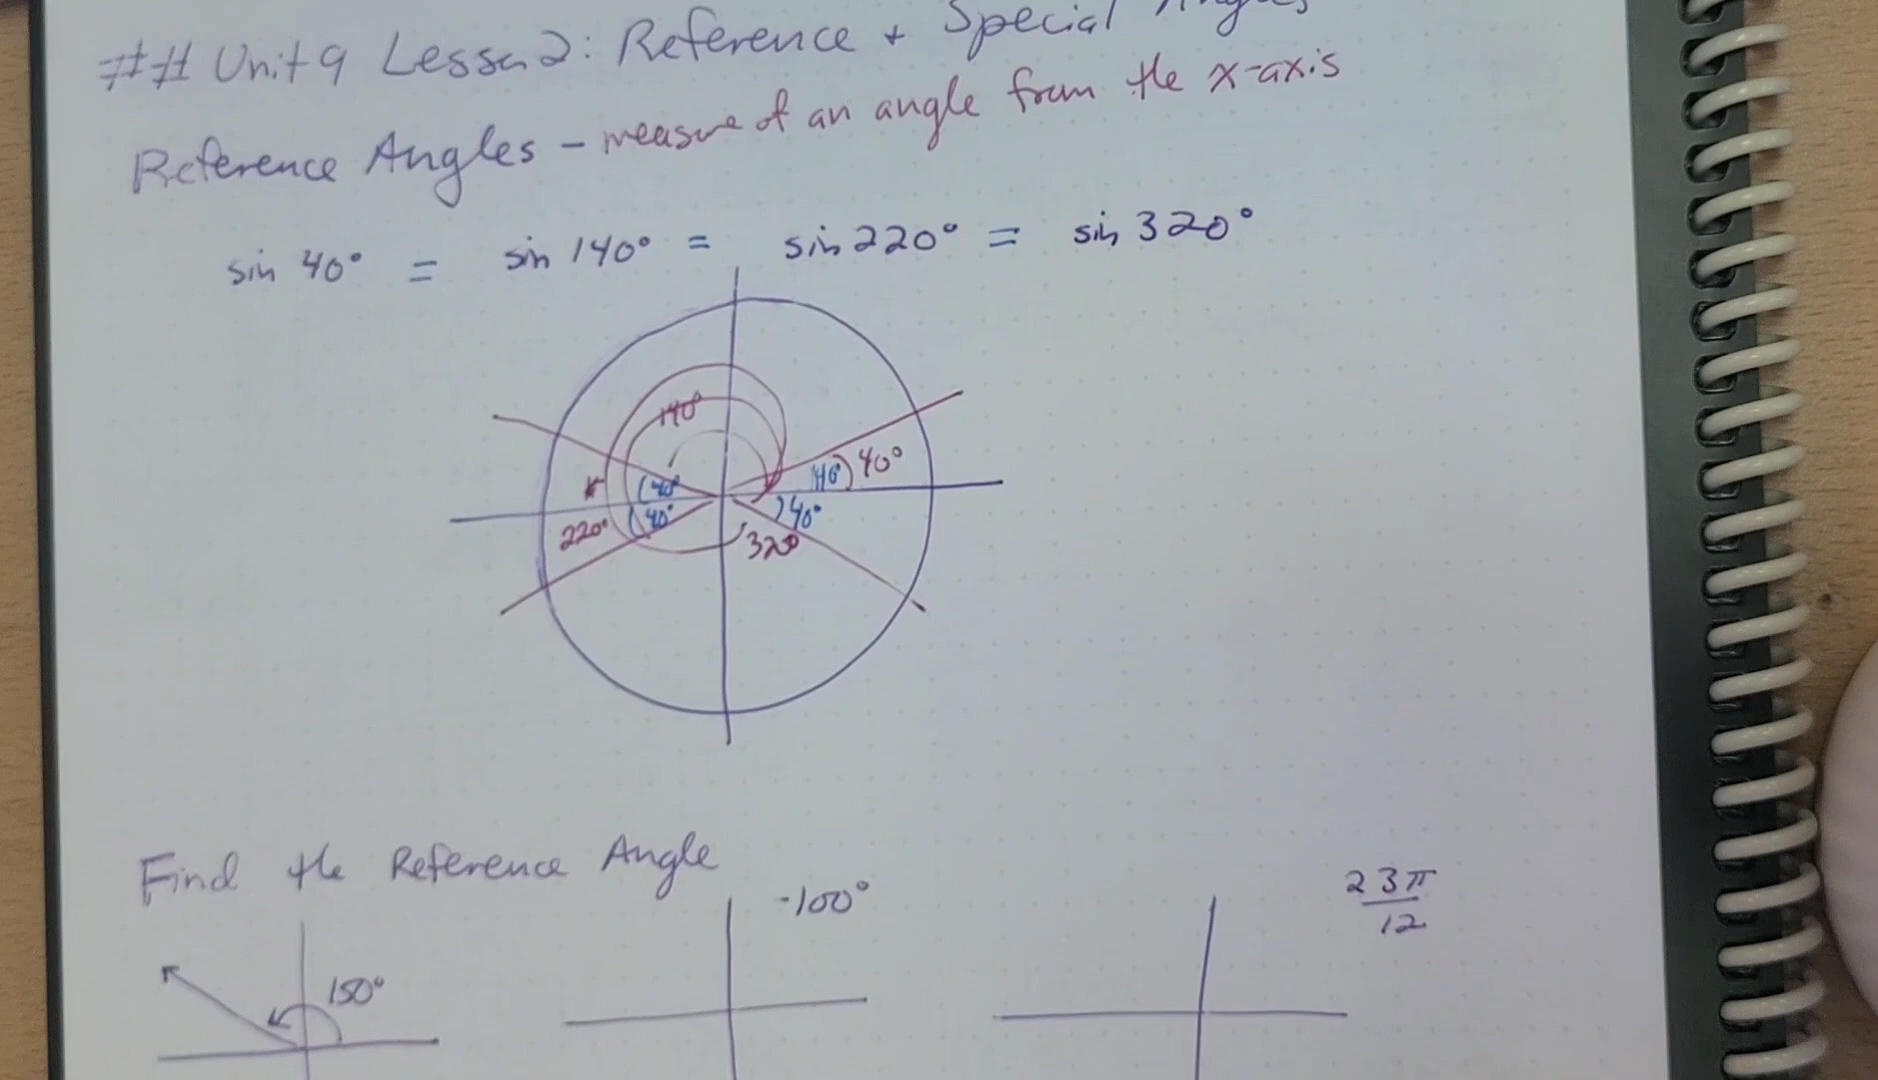 ## Unit 9 Lesson 2: Reference + Special Angles
Reference Angles - measure of an angle from the x-axis
sin 40° = sin 140° = sin 220° = sin 320°
140°
40° 40° 40°
40° 40°
220° 320
Find the Reference Angle
-100°
23π
12
150°